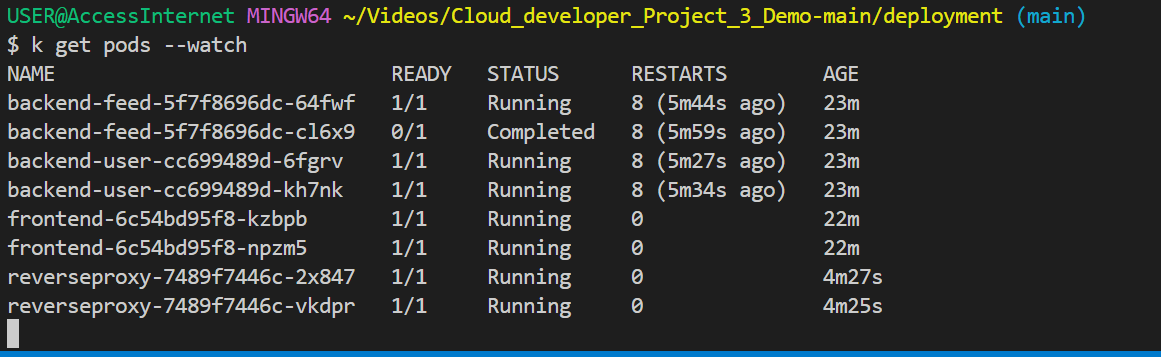 USER@AccessInternet MINGW64 ~/Videos/Cloud_developer_Project_3_Demo-main/deployment (main)
$ k get pods --watch
NAME                            READY   STATUS      RESTARTS        AGE
backend-feed-5f7f8696dc-64fwf   1/1     Running     8 (5m44s ago)   23m
backend-feed-5f7f8696dc-cl6x9   0/1     Completed   8 (5m59s ago)   23m
backend-user-cc699489d-6fgrv    1/1     Running     8 (5m27s ago)   23m
backend-user-cc699489d-kh7nk    1/1     Running     8 (5m34s ago)   23m
frontend-6c54bd95f8-kzbpb       1/1     Running     0               22m
frontend-6c54bd95f8-npzm5       1/1     Running     0               22m
reverseproxy-7489f7446c-2x847   1/1     Running     0               4m27s
reverseproxy-7489f7446c-vkdpr   1/1     Running     0               4m25s